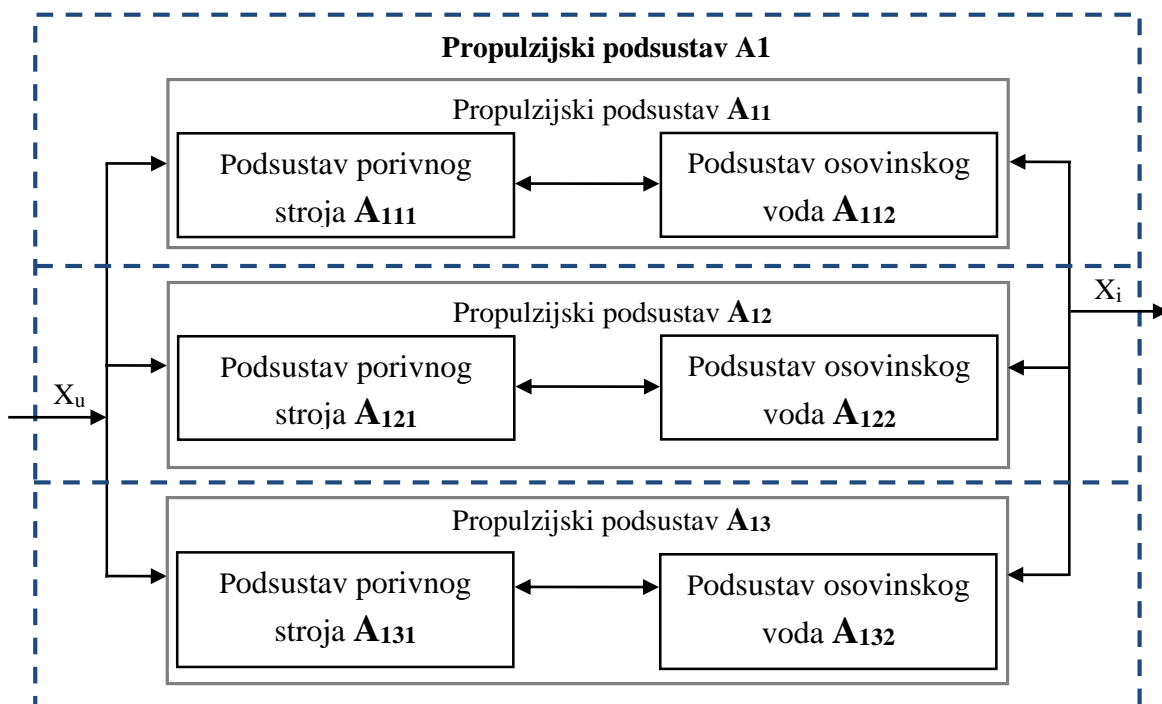 Propulzijski podsustav A1
Propulzijski podsustav A11
Podsustav porivnog
stroja A111
Podsustav osovinskog
voda A112
Xi
Propulzijski podsustav A12
Podsustav porivnog
stroja A121
Podsustav osovinskog
voda A122
Xu
Propulzijski podsustav A13
Podsustav porivnog
stroja A131
Podsustav osovinskog
voda A132